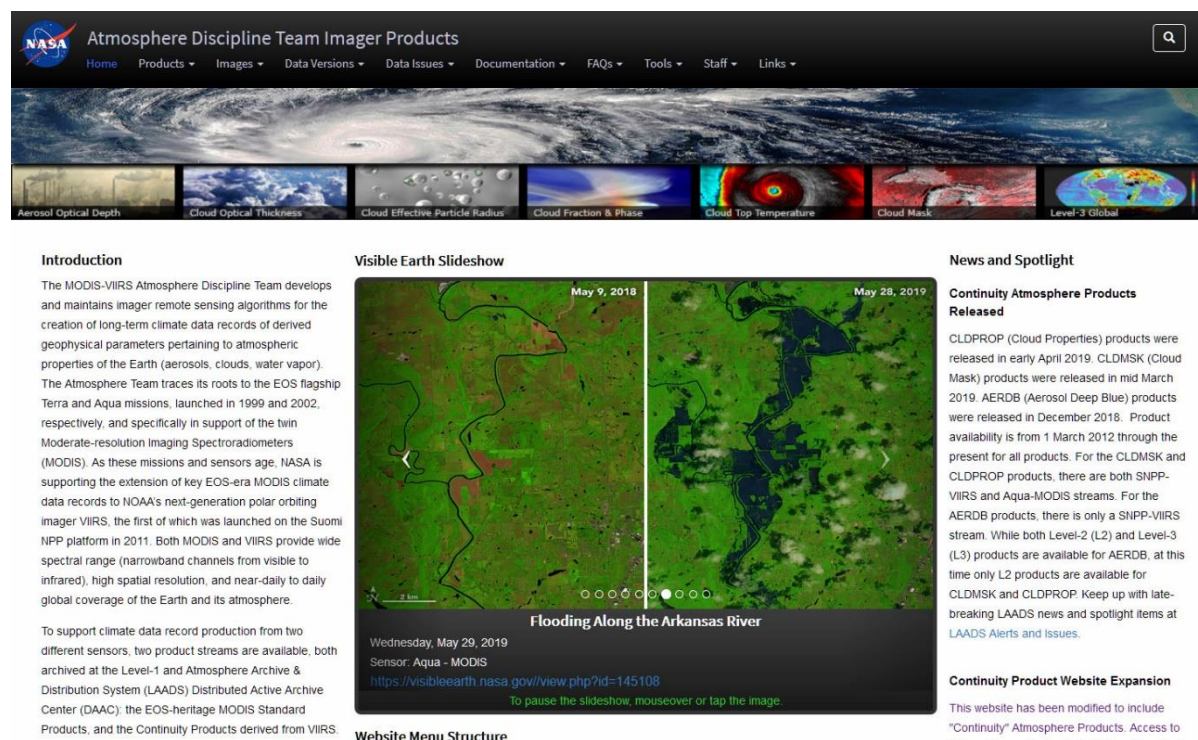 NASA
Atmosphere Discipline Team Imager Products
Home Products Images Data Versions Data Issues Documentation FAQs Tools Staff Links
Aerosol Optical Depth
Cloud Optical Thickness
Cloud Effective Particle Radius
Cloud Fraction & Phase
Cloud Top Temperature
Cloud Mask
Level-3 Global
Introduction
The MODIS-VIIRS Atmosphere Discipline Team develops
and maintains imager remote sensing algorithms for the
creation of long-term climate data records of derived
geophysical parameters pertaining to atmospheric
properties of the Earth (aerosols, clouds, water vapor).
The Atmosphere Team traces its roots to the EOS flagship
Terra and Aqua missions, launched in 1999 and 2002,
respectively, and specifically in support of the twin
Moderate-resolution Imaging Spectroradiometers
(MODIS). As these missions and sensors age, NASA is
supporting the extension of key EOS-era MODIS climate
data records to NOAA's next-generation polar orbiting
imager VIIRS, the first of which was launched on the Suomi
NPP platform in 2011. Both MODIS and VIIRS provide wide
spectral range (narrowband channels from visible to
infrared), high spatial resolution, and near-daily to daily
global coverage of the Earth and its atmosphere.
To support climate data record production from two
different sensors, two product streams are available, both
archived at the Level-1 and Atmosphere Archive &
Distribution System (LAADS) Distributed Active Archive
Center (DAAC): the EOS-heritage MODIS Standard
Products, and the Continuity Products derived from VIIRS.
Visible Earth Slideshow
May 9, 2018
May 28, 2019
N
2 km
Flooding Along the Arkansas River
Wednesday, May 29, 2019
Sensor: Aqua - MODIS
https://visibleearth.nasa.gov//view.php?id=145108
To pause the slideshow, mouseover or tap the image.
Website Menu Structure
News and Spotlight
Continuity Atmosphere Products
Released
CLDPROP (Cloud Properties) products were
released in early April 2019. CLDMSK (Cloud
Mask) products were released in mid March
2019. AERDB (Aerosol Deep Blue) products
were released in December 2018. Product
availability is from 1 March 2012 through the
present for all products. For the CLDMSK and
CLDPROP products, there are both SNPP-
VIIRS and Aqua-MODIS streams. For the
AERDB products, there is only a SNPP-VIIRS
stream. While both Level-2 (L2) and Level-3
(L3) products are available for AERDB, at this
time only L2 products are available for
CLDMSK and CLDPROP. Keep up with late-
breaking LAADS news and spotlight items at
LAADS Alerts and Issues.
Continuity Product Website Expansion
This website has been modified to include
"Continuity" Atmosphere Products. Access to